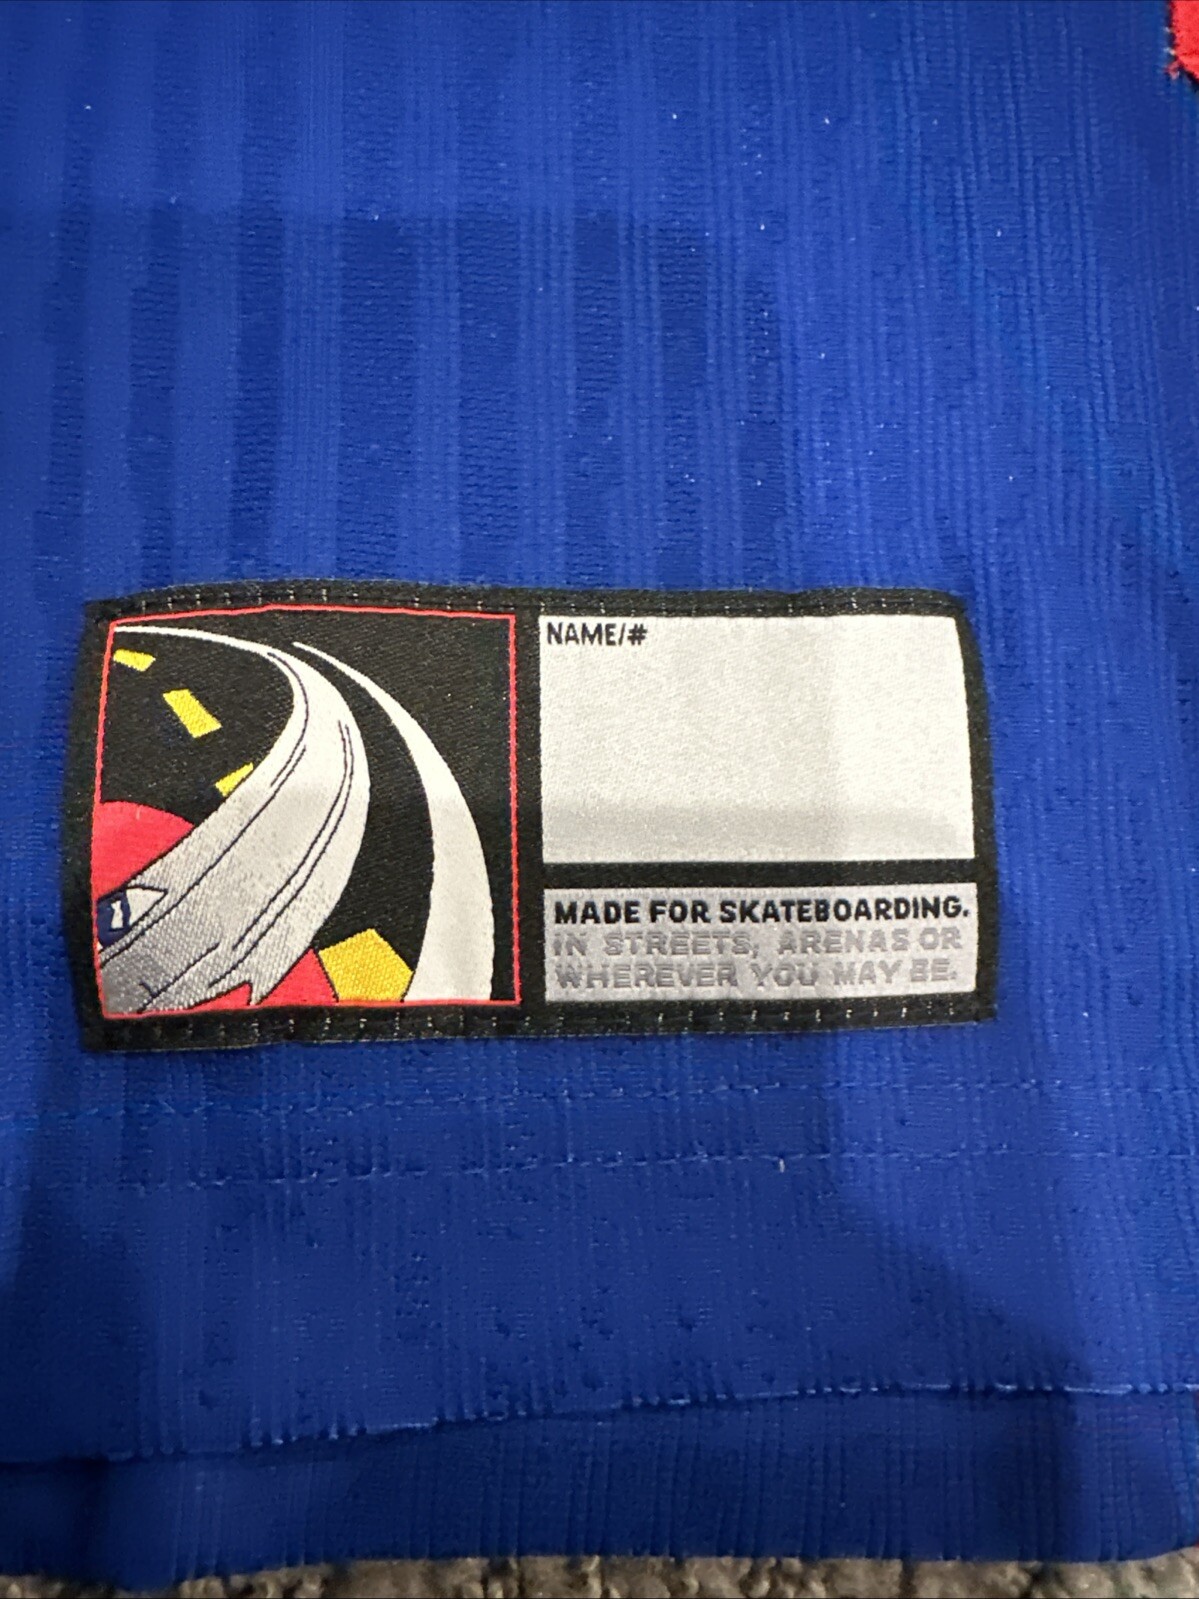 NAME/#
MADE FOR SKATEBOARDING.
IN STREETS, ARENAS OR
WHEREVER YOU MAY BE.